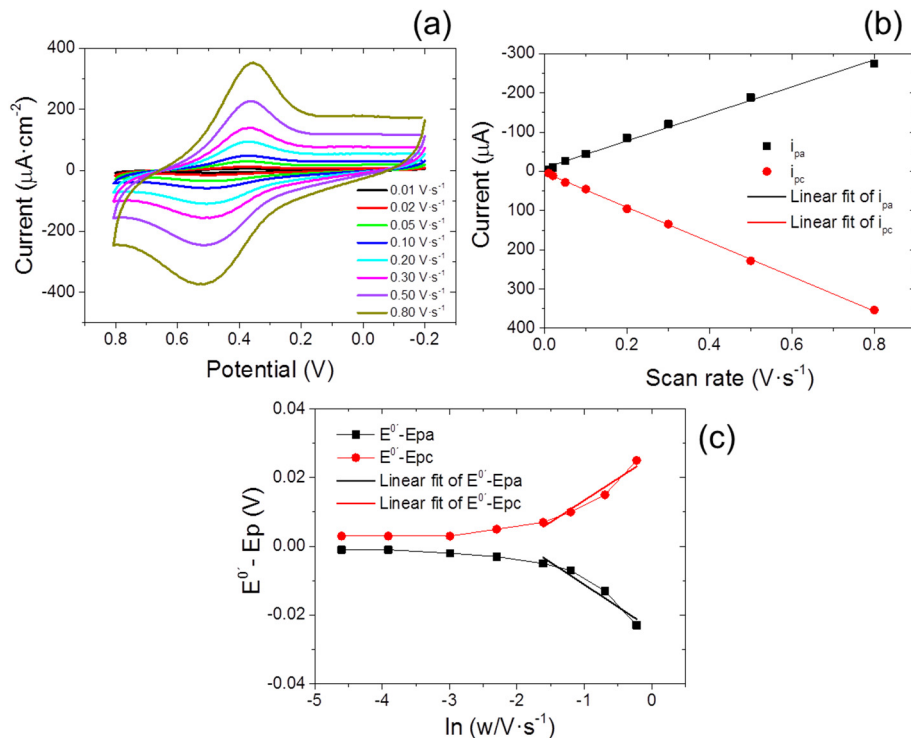 (a)
400
200
0
-200
-400
Current (μA·cm⁻²)
0.01 V·s⁻¹
0.02 V·s⁻¹
0.05 V·s⁻¹
0.10 V·s⁻¹
0.20 V·s⁻¹
0.30 V·s⁻¹
0.50 V·s⁻¹
0.80 V·s⁻¹
0.8 0.6 0.4 0.2 0.0 -0.2
Potential (V)
(b)
-300
-200
-100
0
100
200
300
400
Current (μA)
i_pa
i_pc
Linear fit of i_pa
Linear fit of i_pc
0.0 0.2 0.4 0.6 0.8
Scan rate (V·s⁻¹)
(c)
0.04
0.02
0.00
-0.02
-0.04
E⁰´- Ep (V)
E⁰´-Epa
E⁰´-Epc
Linear fit of E⁰´-Epa
Linear fit of E⁰´-Epc
-5 -4 -3 -2 -1 0
ln (w/V·s⁻¹)